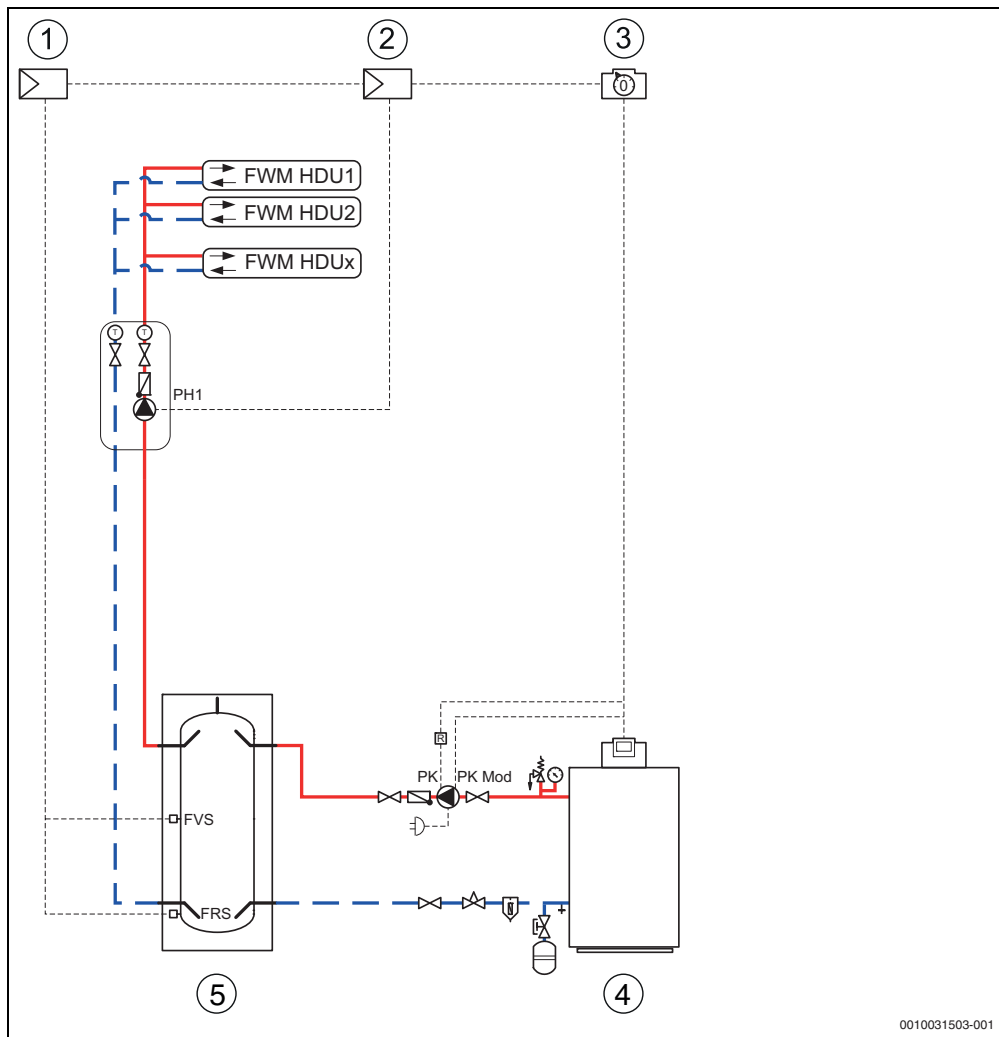 1
2
3
0
FWM HDU1
FWM HDU2
FWM HDUx
T
T
PH1
R
PK
PK Mod
FVS
FRS
5
4
0010031503-001